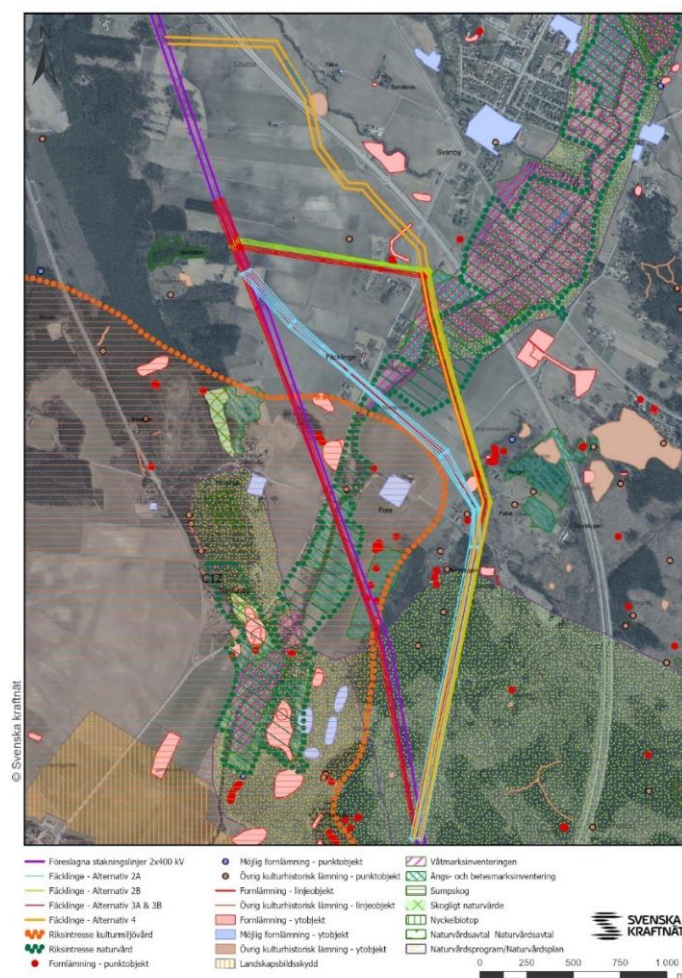 N
Svanby
Fäcklinge
Fors
C12
© Svenska kraftnät
Föreslagna stakningslinjer 2x400 kV
Fäcklinge - Alternativ 2A
Fäcklinge - Alternativ 2B
Fäcklinge - Alternativ 3A & 3B
Fäcklinge - Alternativ 4
Riksintresse kulturmiljövård
Riksintresse naturvård
Fornlämning - punktobjekt
Möjlig fornlämning - punktobjekt
Övrig kulturhistorisk lämning - punktobjekt
Fornlämning - linjeobjekt
Övrig kulturhistorisk lämning - linjeobjekt
Fornlämning - ytobjekt
Möjlig fornlämning - ytobjekt
Övrig kulturhistorisk lämning - ytobjekt
Landskapsbildsskydd
Våtmarksinventeringen
Ängs- och betesmarksinventering
Sumpskog
Skogligt naturvärde
Nyckelbiotop
Naturvårdsavtal Naturvårdsavtal
Naturvårdsprogram/Naturvårdsplan
SVENSKA
KRAFTNÄT
0 250 500 750 1 000
m